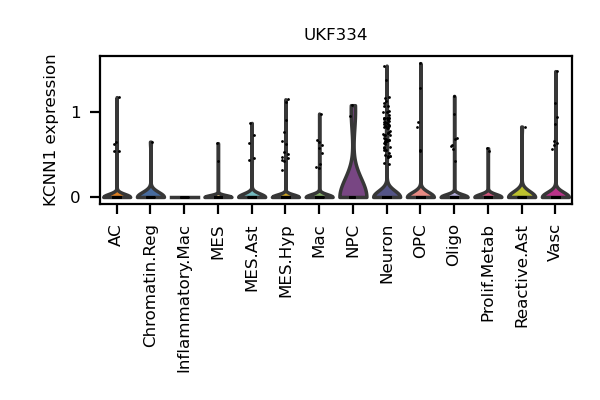 UKF334
KCNN1 expression
1
0
AC
Chromatin.Reg
Inflammatory.Mac
MES
MES.Ast
MES.Hyp
Mac
NPC
Neuron
OPC
Oligo
Prolif.Metab
Reactive.Ast
Vasc